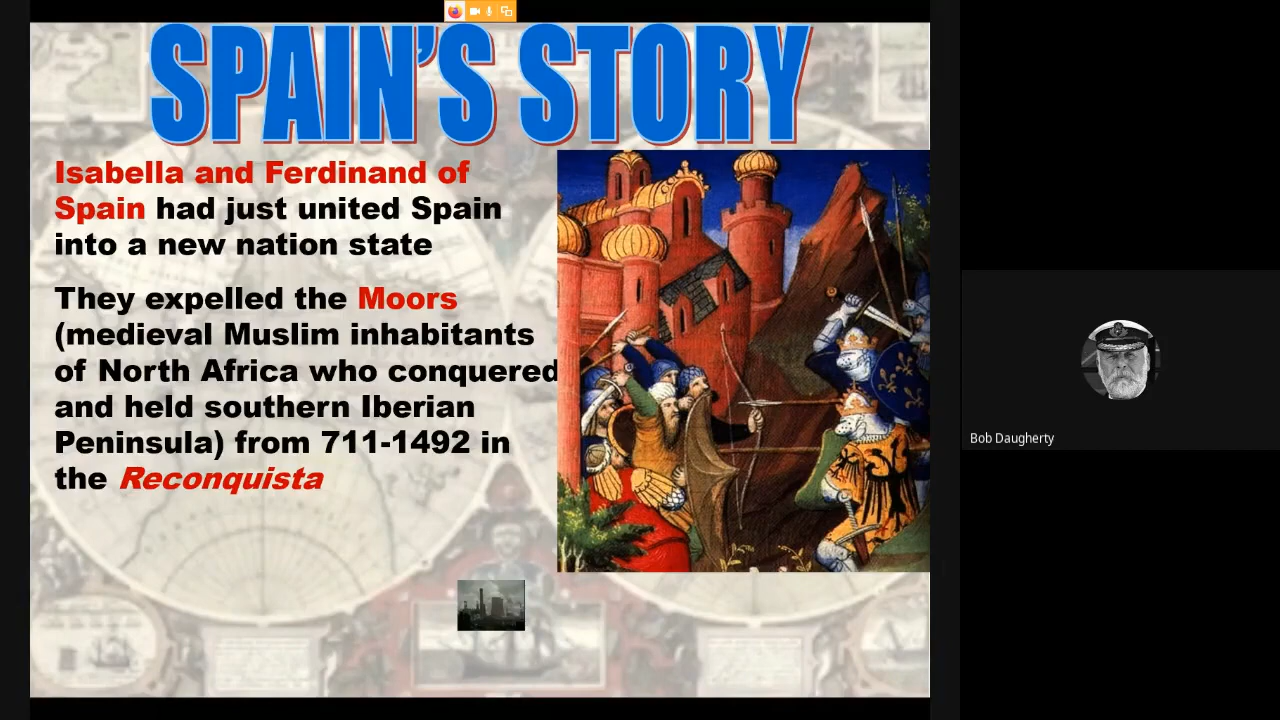 SPAIN'S STORY
Isabella and Ferdinand of
Spain had just united Spain
into a new nation state
They expelled the Moors
(medieval Muslim inhabitants
of North Africa who conquered
and held southern Iberian
Peninsula) from 711-1492 in
the Reconquista
Bob Daugherty